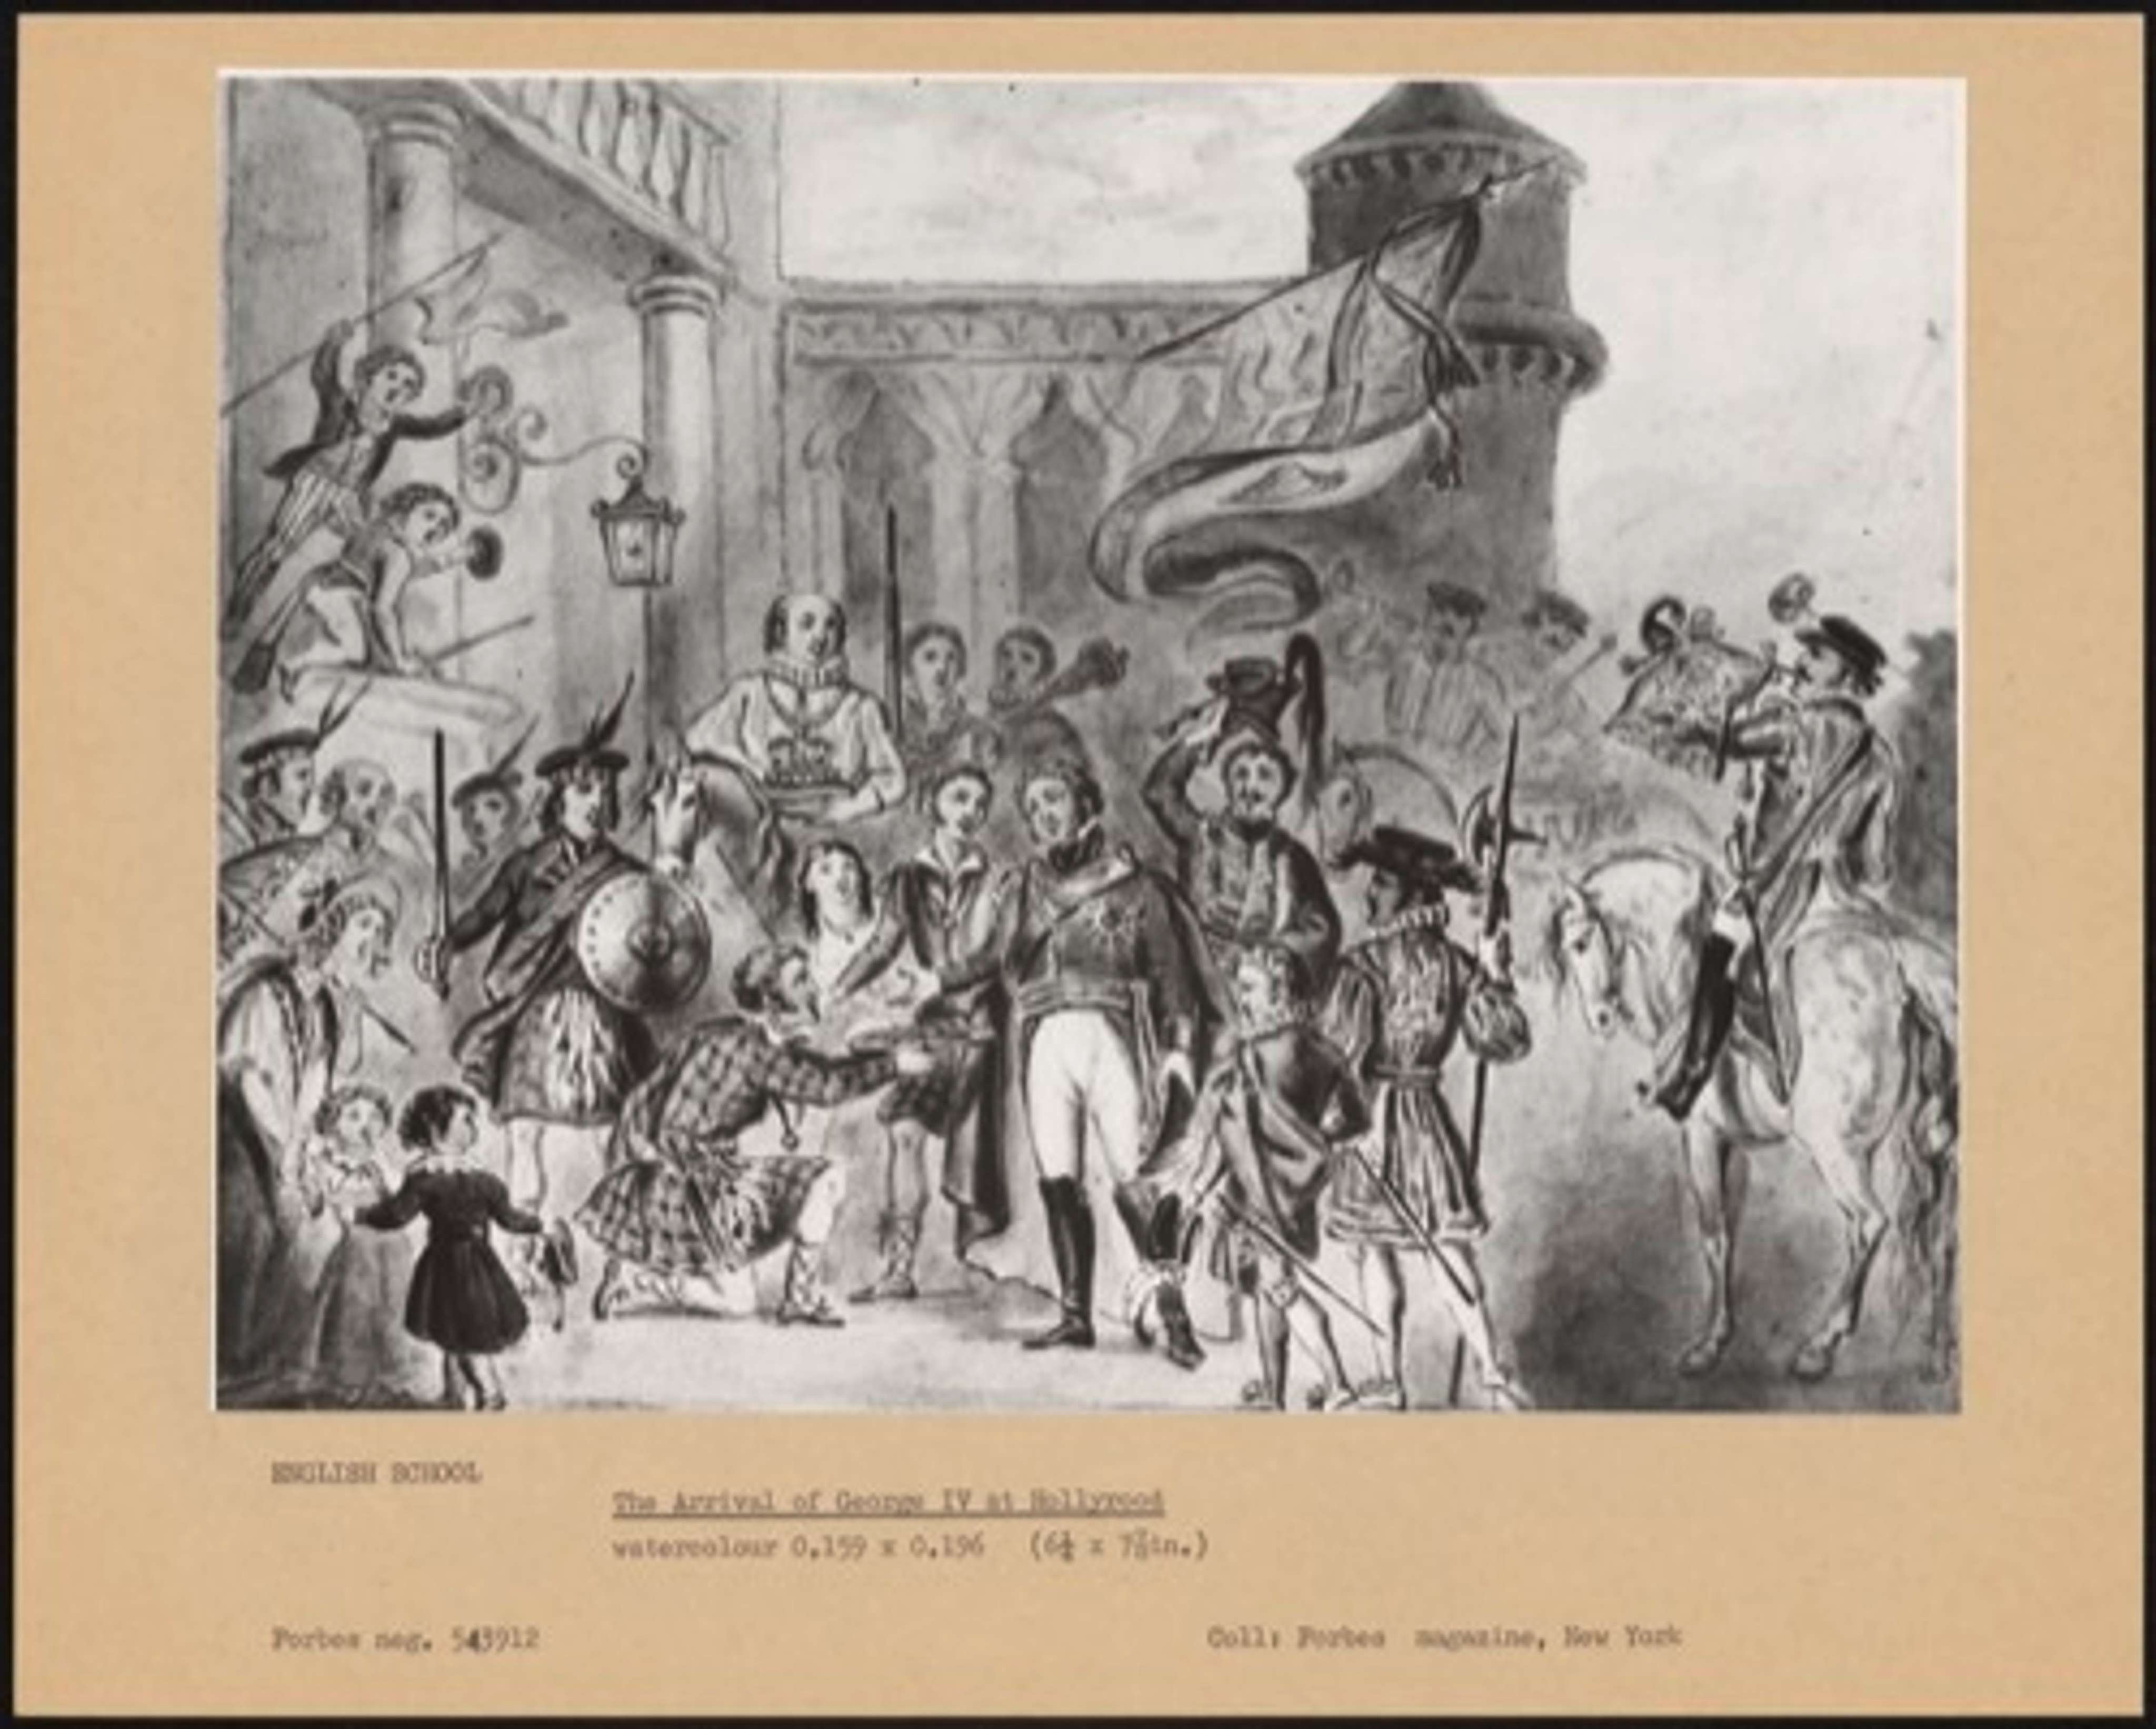 ENGLISH SCHOOL
The Arrival of George IV at Hollyrood
watercolour 0.159 x 0.196 (6¼ x 7⅞in.)
Forbes neg. 543912
Coll: Forbes magazine, New York